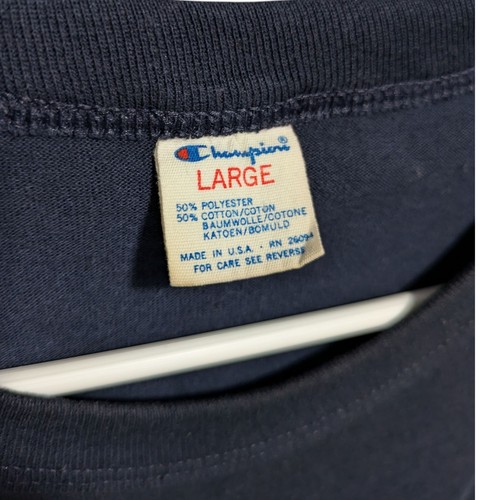 Champion
LARGE
50% POLYESTER
50% COTTON/COTON
BAUMWOLLE/COTONE
KATOEN/BOMULD
MADE IN U.S.A. · RN 26094
FOR CARE SEE REVERSE